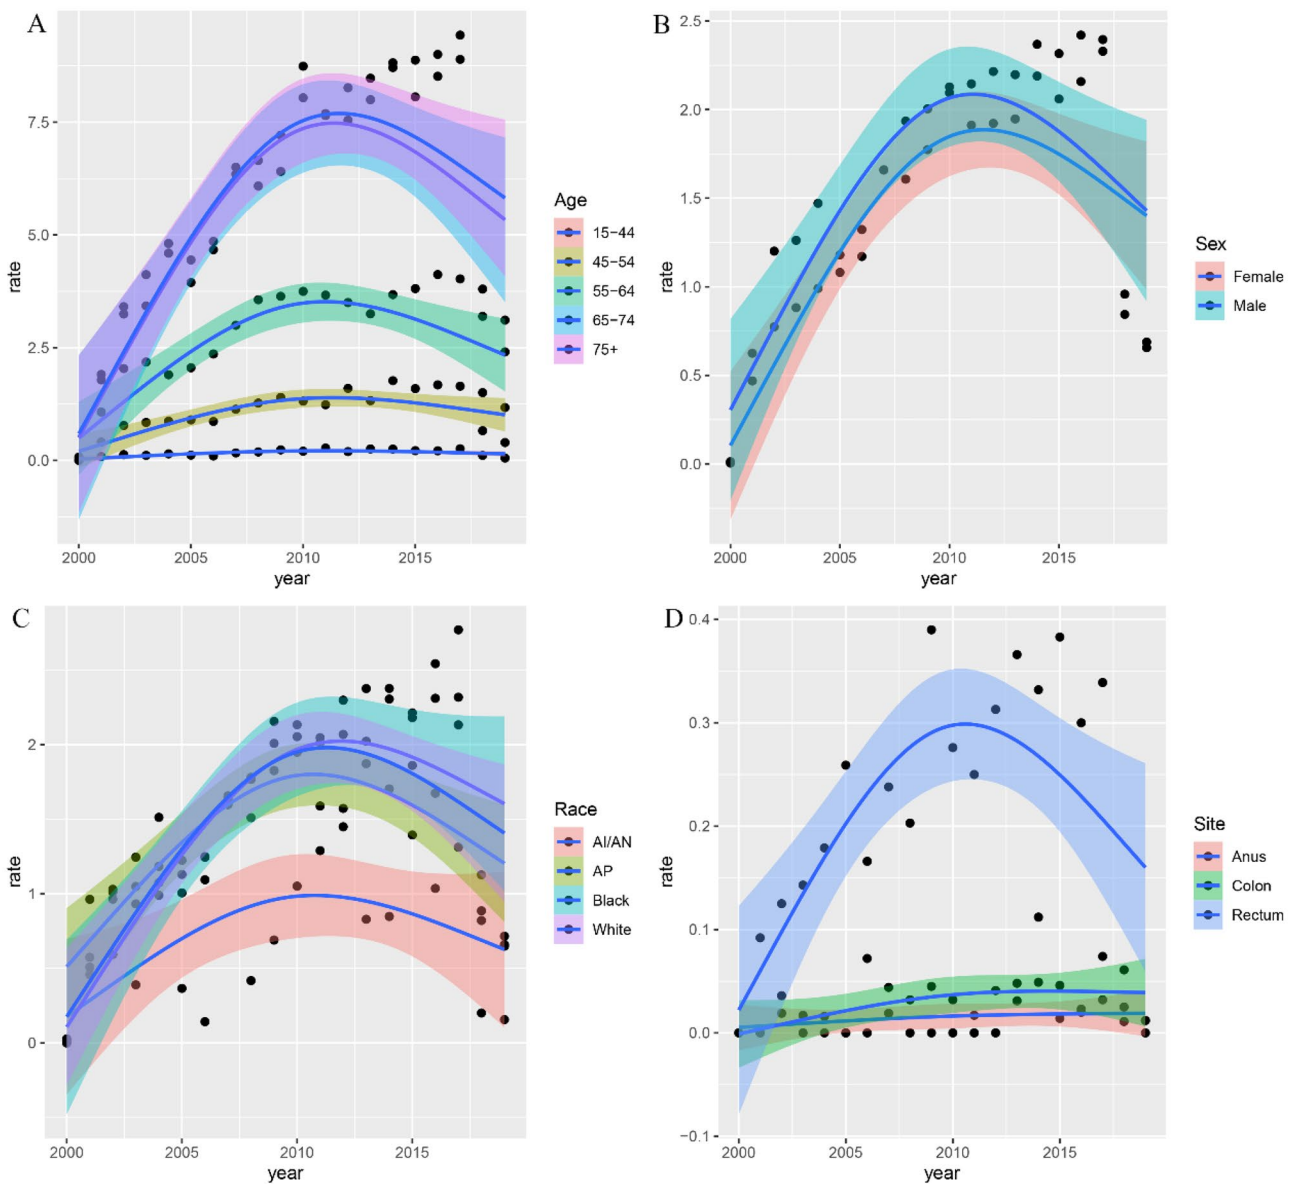 A
7.5
5.0
2.5
0.0
rate
2000
2005
2010
2015
year
Age
15−44
45−54
55−64
65−74
75+
B
2.5
2.0
1.5
1.0
0.5
0.0
rate
2000
2005
2010
2015
year
Sex
Female
Male
C
2
1
0
rate
2000
2005
2010
2015
year
Race
AI/AN
AP
Black
White
D
0.4
0.3
0.2
0.1
0.0
−0.1
rate
2000
2005
2010
2015
year
Site
Anus
Colon
Rectum